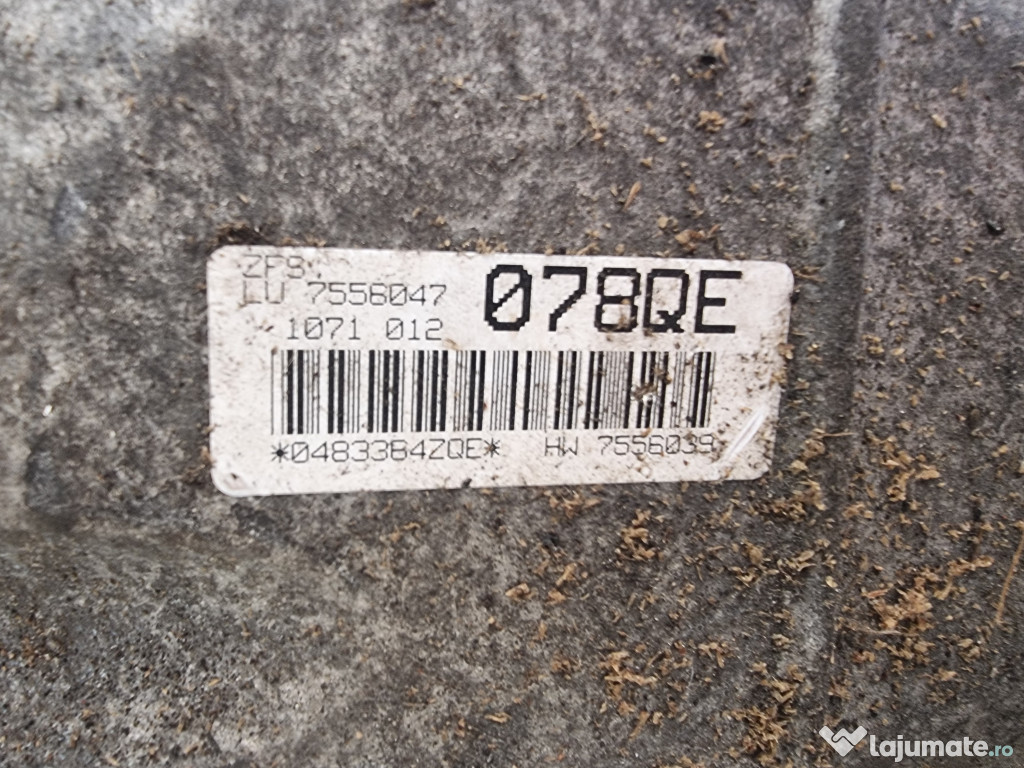 ZFS
LU 7556047
078QE
1071 012
*0483384ZQE* HW 7556039
lajumate.ro